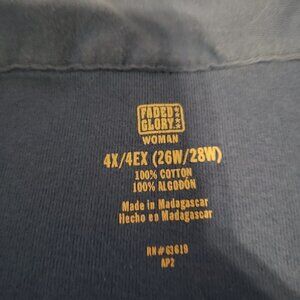 FADED
GLORY
WOMAN
4X/4EX (26W/28W)
100% COTTON
100% ALGODÓN
Made in Madagascar
Hecho en Madagascar
RN# 63619
AP2